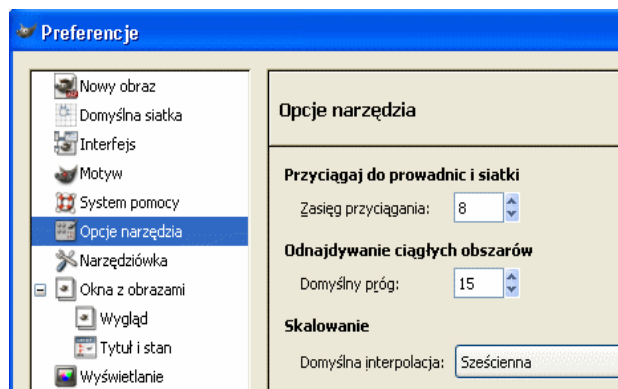 Preferencje
Nowy obraz
Domyślna siatka
Interfejs
Motyw
System pomocy
Opcje narzędzia
Narzędziówka
Okna z obrazami
Wygląd
Tytuł i stan
Wyświetlanie
Opcje narzędzia
Przyciągaj do prowadnic i siatki
Zasięg przyciągania: 8
Odnajdywanie ciągłych obszarów
Domyślny próg: 15
Skalowanie
Domyślna interpolacja: Sześcienna